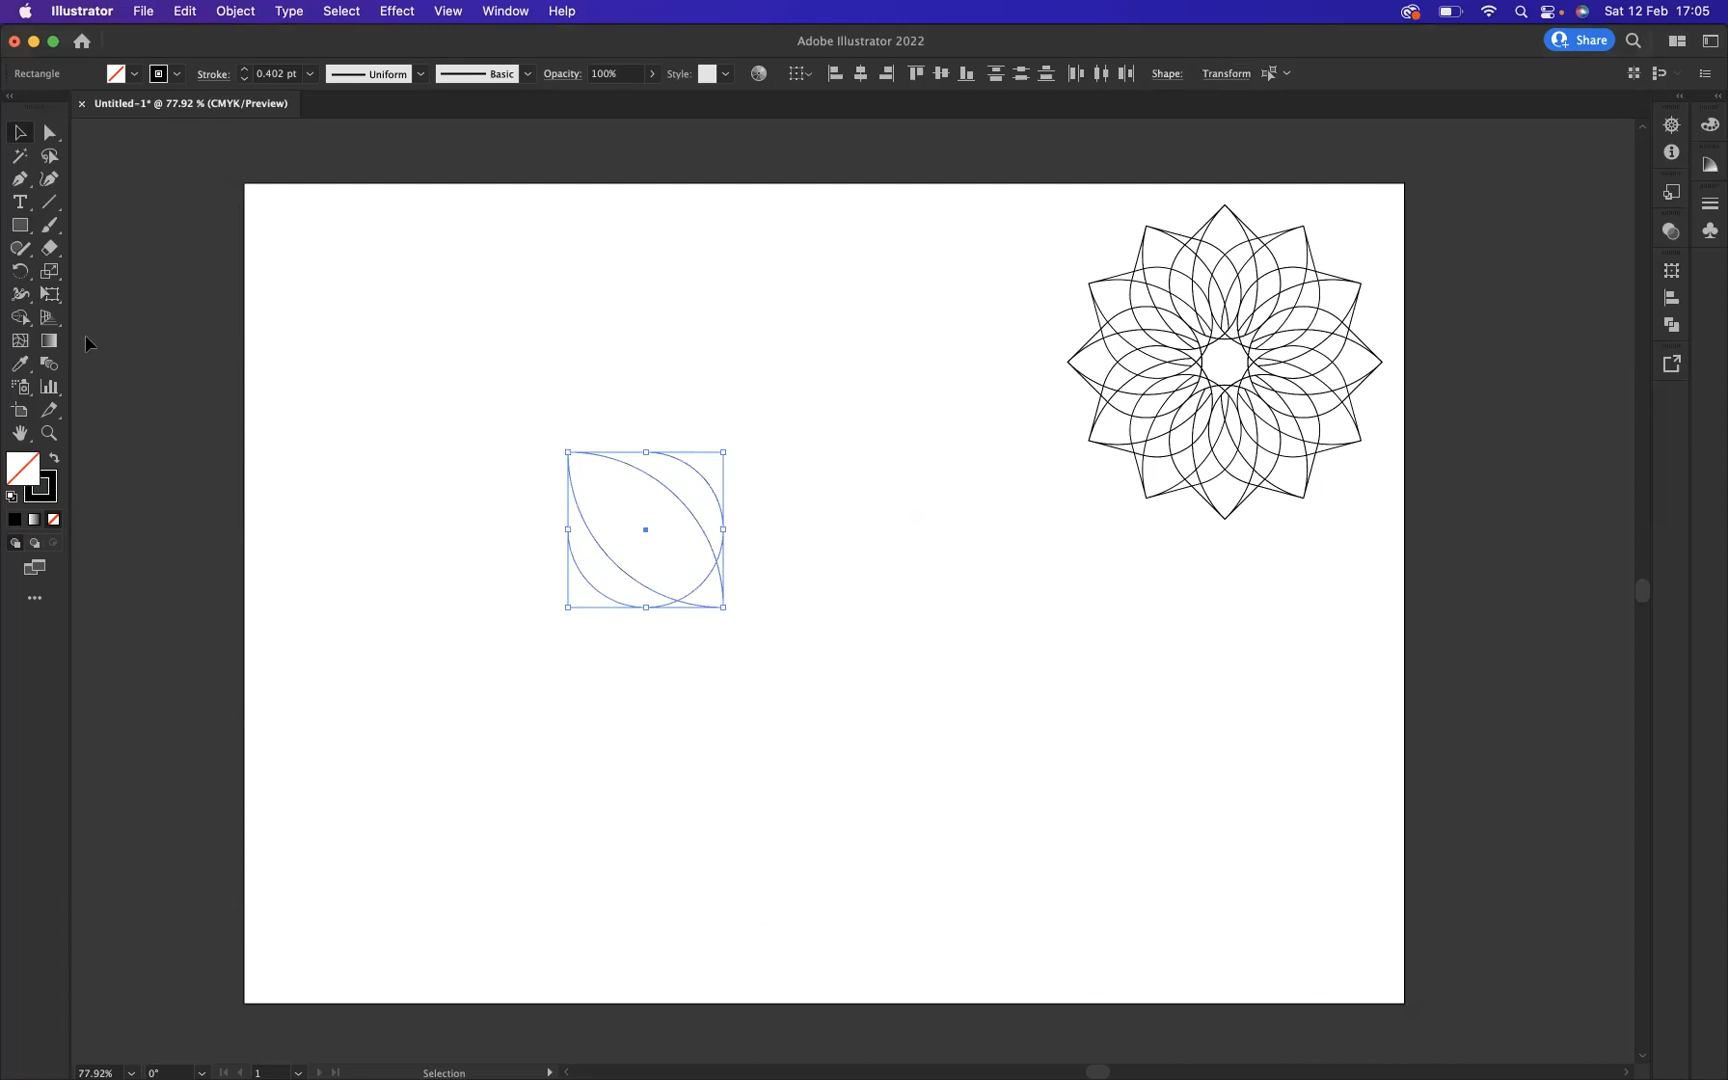 Illustrator File Edit Object Type Select Effect View Window Help Sat 12 Feb 17:05
Adobe Illustrator 2022 Share
Rectangle Stroke: 0.402 pt Uniform Basic Opacity: 100% Style: Shape: Transform
Untitled-1* @ 77.92 % (CMYK/Preview)
77.92% 0° 1 Selection